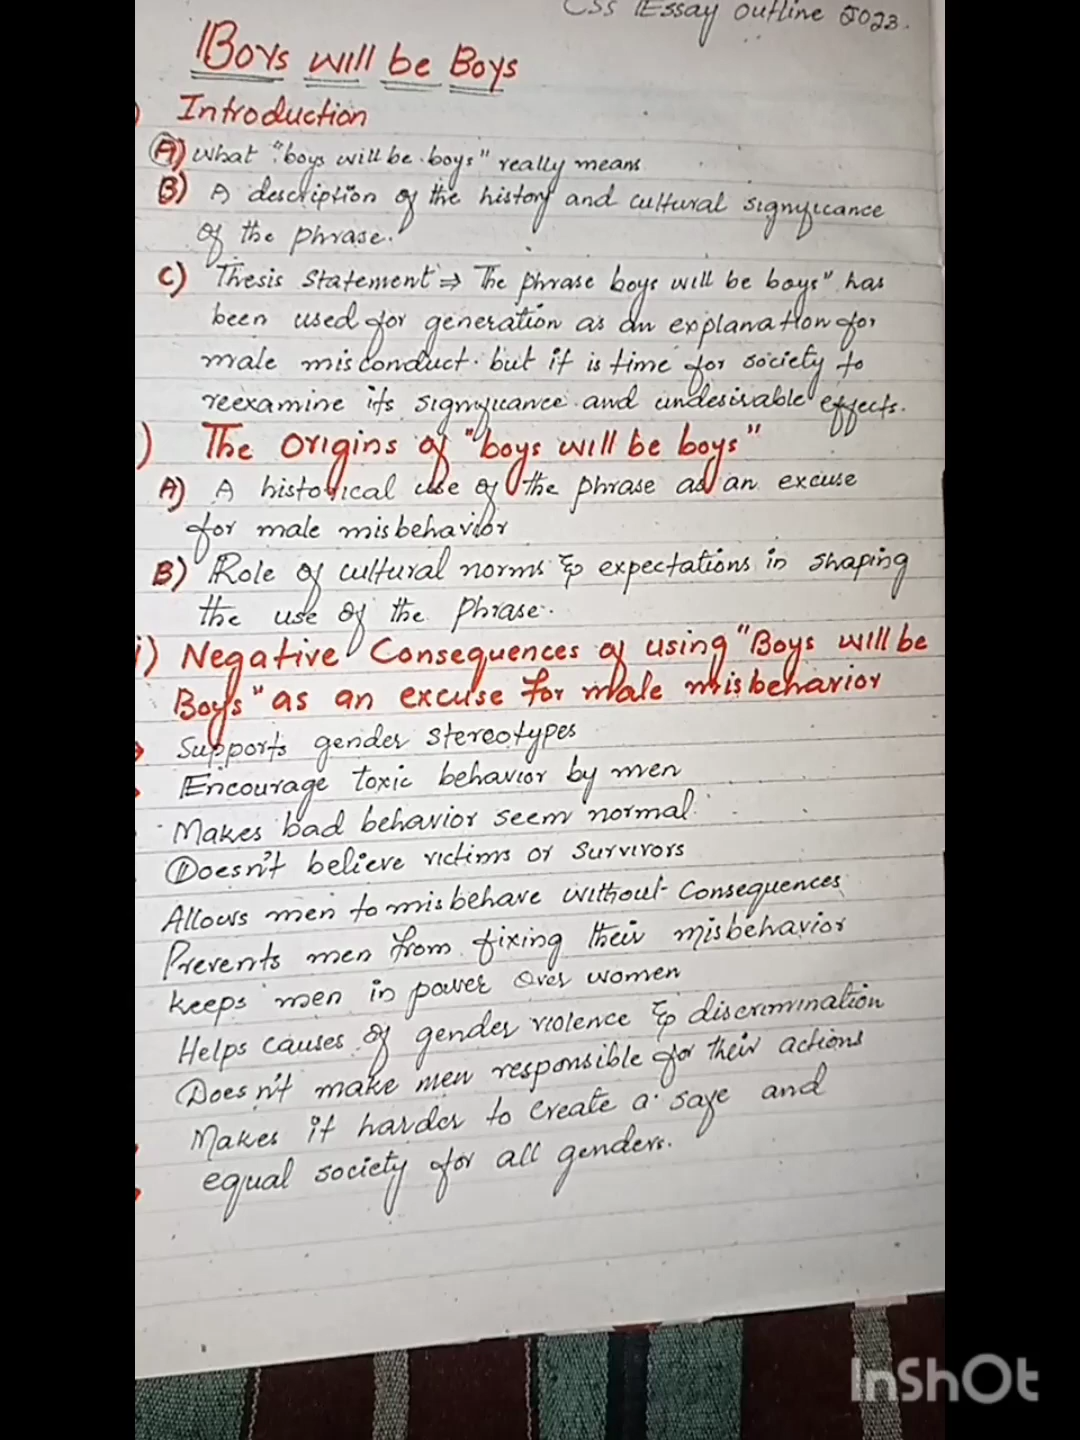 CSS Essay outline 2023.
Boys will be Boys
Introduction
A) What "boys will be boys" really means
B) A description of the history and cultural significance
of the phrase.
C) Thesis Statement ⇒ The phrase boys will be boys" has
been used for generation as an explanation for
male misconduct. but it is time for society to
reexamine its significance and undesirable effects.
) The origins of "boys will be boys"
A) A historical use of the phrase as an excuse
for male misbehavior
B) Role of cultural norms & expectations in shaping
the use of the phrase.
i) Negative Consequences of using "Boys will be
Boys" as an excuse for male misbehavior
Supports gender stereotypes
Encourage toxic behavior by men
Makes bad behavior seem normal
Doesn't believe victims or survivors
Allows men to misbehave without Consequences
Prevents men from fixing their misbehavior
keeps men in power over women
Helps causes of gender violence & discrimination
Doesn't make men responsible for their actions
Makes it harder to create a safe and
equal society for all genders.
InShOt